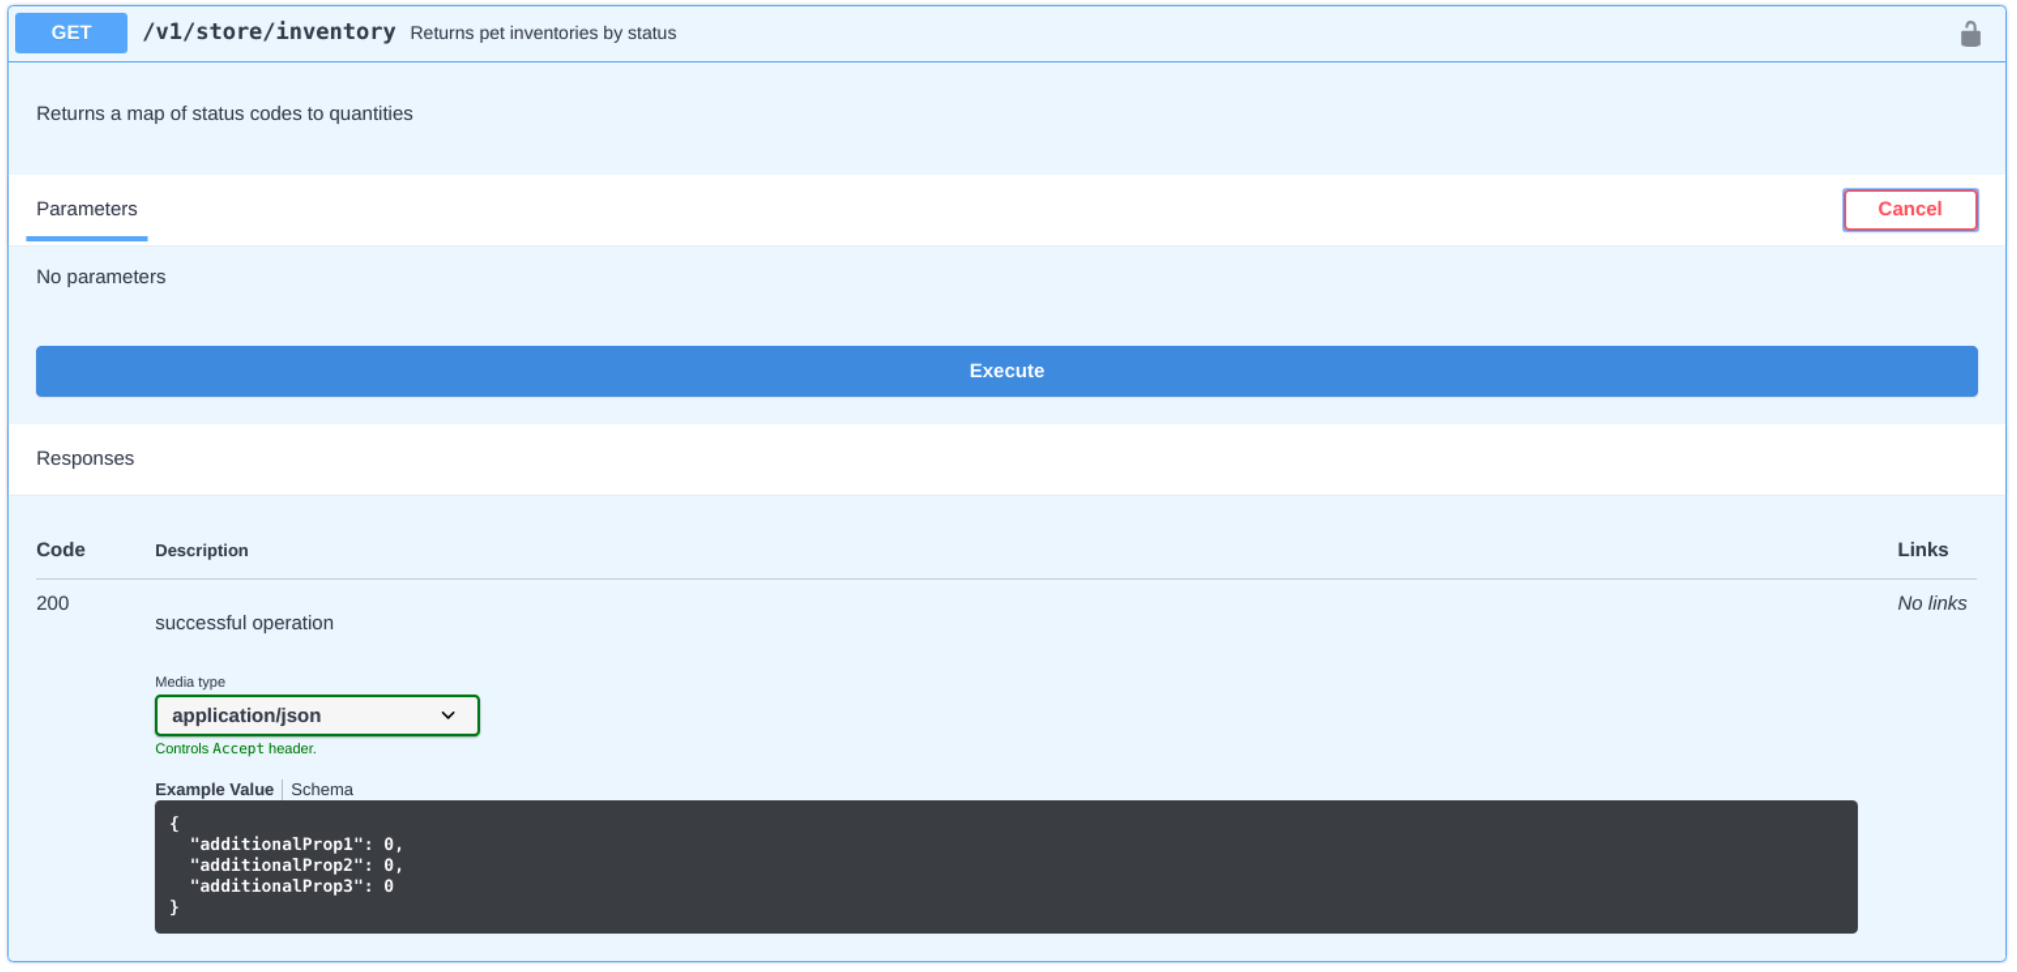 GET /v1/store/inventory Returns pet inventories by status
Returns a map of status codes to quantities
Parameters
Cancel
No parameters
Execute
Responses
Code Description Links
200 No links
successful operation
Media type
application/json
Controls Accept header.
Example Value Schema
{
  "additionalProp1": 0,
  "additionalProp2": 0,
  "additionalProp3": 0
}